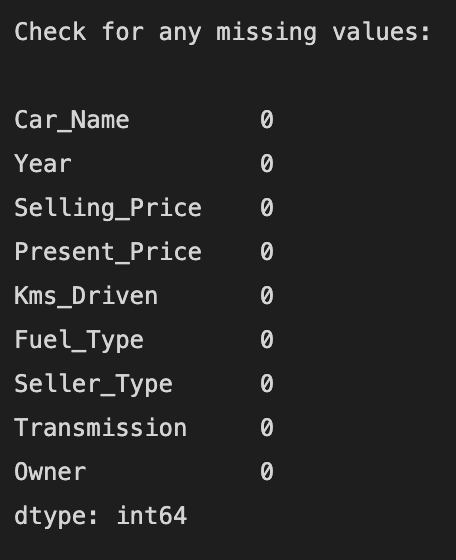 Check for any missing values:
Car_Name 0
Year 0
Selling_Price 0
Present_Price 0
Kms_Driven 0
Fuel_Type 0
Seller_Type 0
Transmission 0
Owner 0
dtype: int64